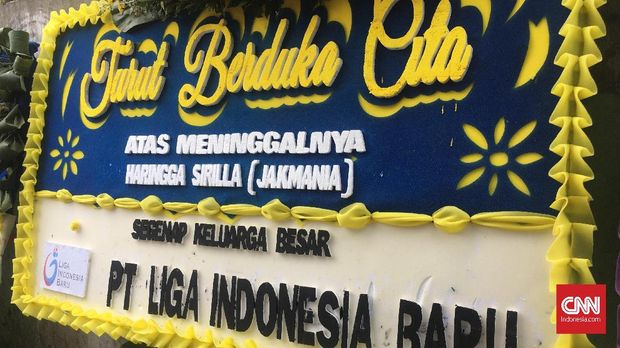 Turut Berduka Cita
ATAS MENINGGALNYA
HARINGGA SIRILLA (JAKMANIA)
SEGENAP KELUARGA BESAR
PT LIGA INDONESIA BARU
LIGA
INDONESIA
BARU
CNN
Indonesia.com